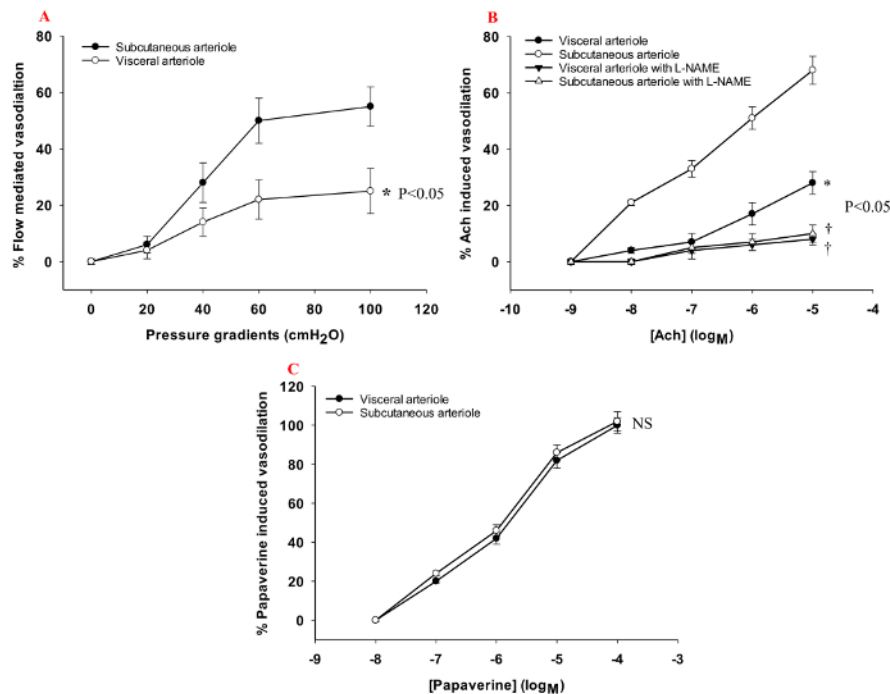 A
% Flow mediated vasodialtion
80
60
40
20
0
Subcutaneous arteriole
Visceral arteriole
* P<0.05
0 20 40 60 80 100 120
Pressure gradients (cmH2O)
B
% Ach induced vasodilation
80
60
40
20
0
Visceral arteriole
Subcutaneous arteriole
Visceral arteriole with L-NAME
Subcutaneous arteriole with L-NAME
*
P<0.05
†
†
-10 -9 -8 -7 -6 -5 -4
[Ach] (logM)
C
% Papaverine induced vasodilation
120
100
80
60
40
20
0
Visceral arteriole
Subcutaneous arteriole
NS
-9 -8 -7 -6 -5 -4 -3
[Papaverine] (logM)